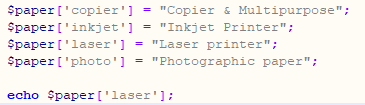 $paper['copier'] = "Copier & Multipurpose";
$paper['inkjet'] = "Inkjet Printer";
$paper['laser'] = "Laser printer";
$paper['photo'] = "Photographic paper";
echo $paper['laser'];